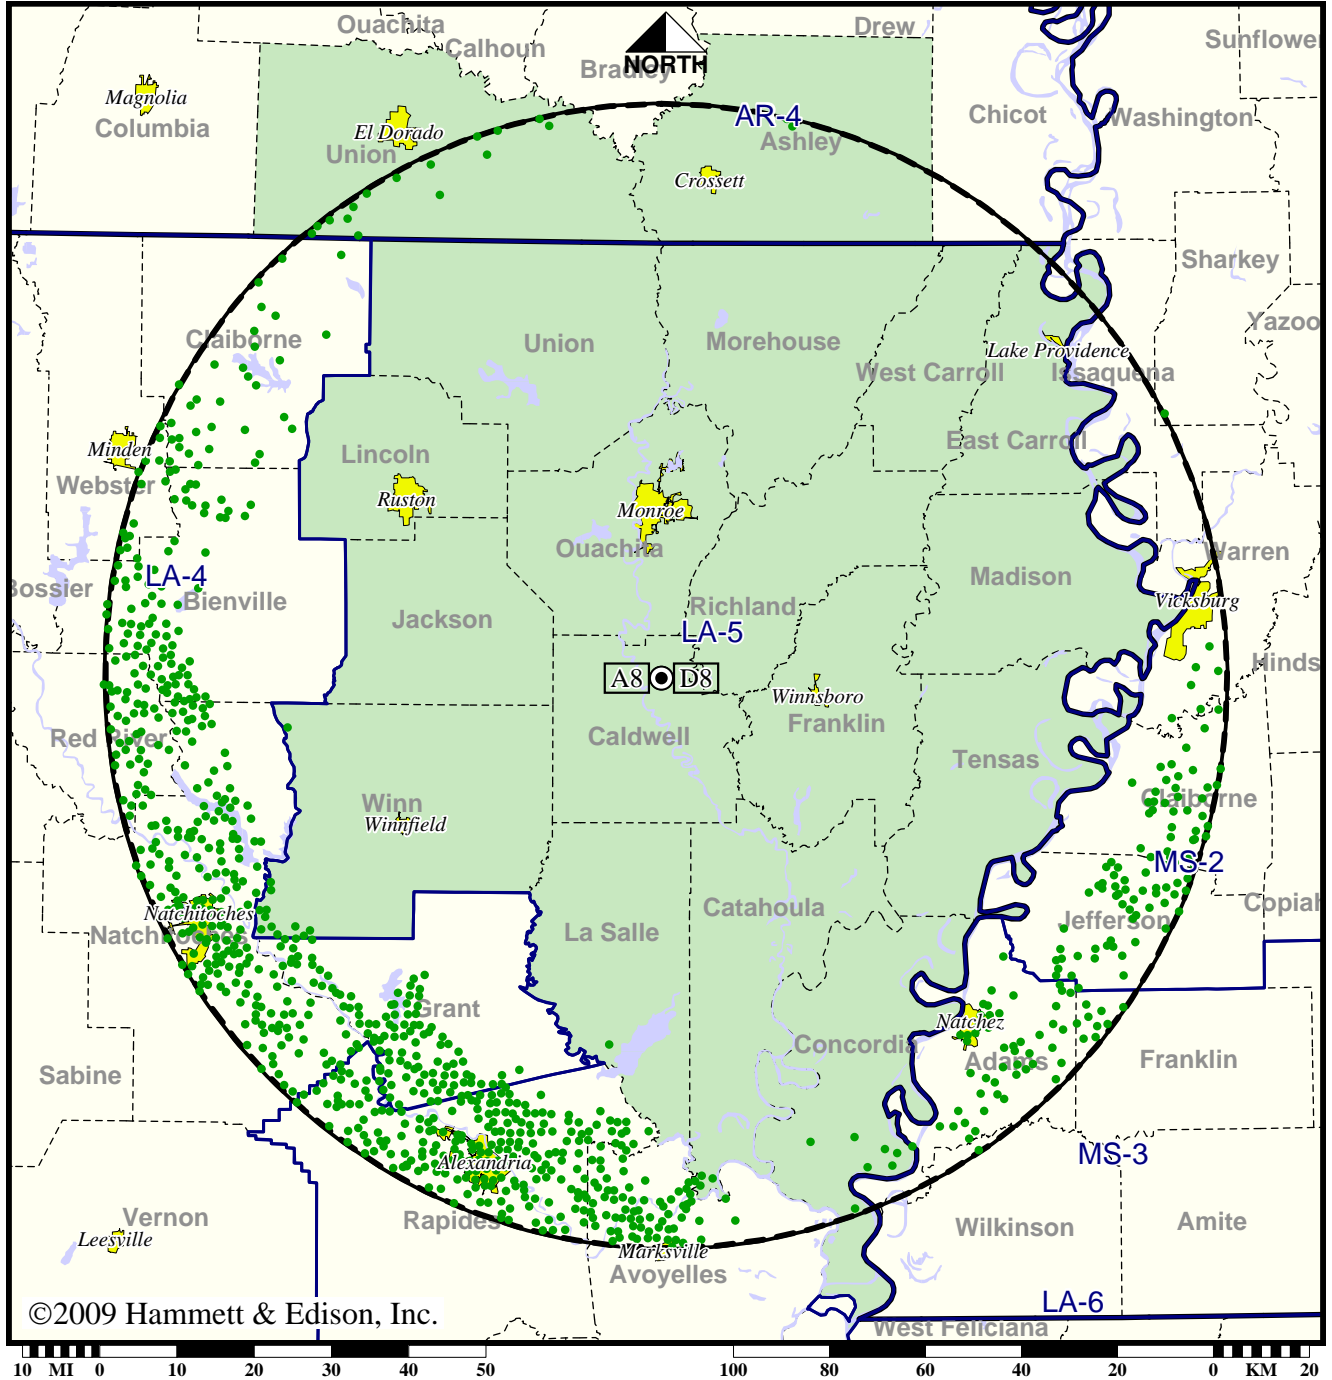 Ouachita
Drew
Calhoun
Sunflower
NORTH
Bradley
Magnolia
Columbia
AR-4
Chicot
Washington
El Dorado
Union
Ashley
Crossett
Sharkey
Yazoo
Claiborne
Union
Morehouse
Lake Providence
West Carroll
Issaquena
Minden
Lincoln
East Carroll
Webster
Ruston
Monroe
Ouachita
Warren
LA-4
Madison
Bossier
Bienville
Vicksburg
Richland
Jackson
LA-5
Hinds
A8
D8
Winnsboro
Franklin
Red River
Caldwell
Tensas
Winn
Claiborne
Winnfield
MS-2
Natchitoches
Catahoula
Copiah
Jefferson
La Salle
Natchitoches
Grant
Natchez
Concordia
Adams
Franklin
Sabine
MS-3
Alexandria
Vernon
Rapides
Wilkinson
Amite
Leesville
Marksville
Avoyelles
LA-6
©2009 Hammett & Edison, Inc.
West Feliciana
10 MI 0 10 20 30 40 50 100 80 60 40 20 0 KM 20